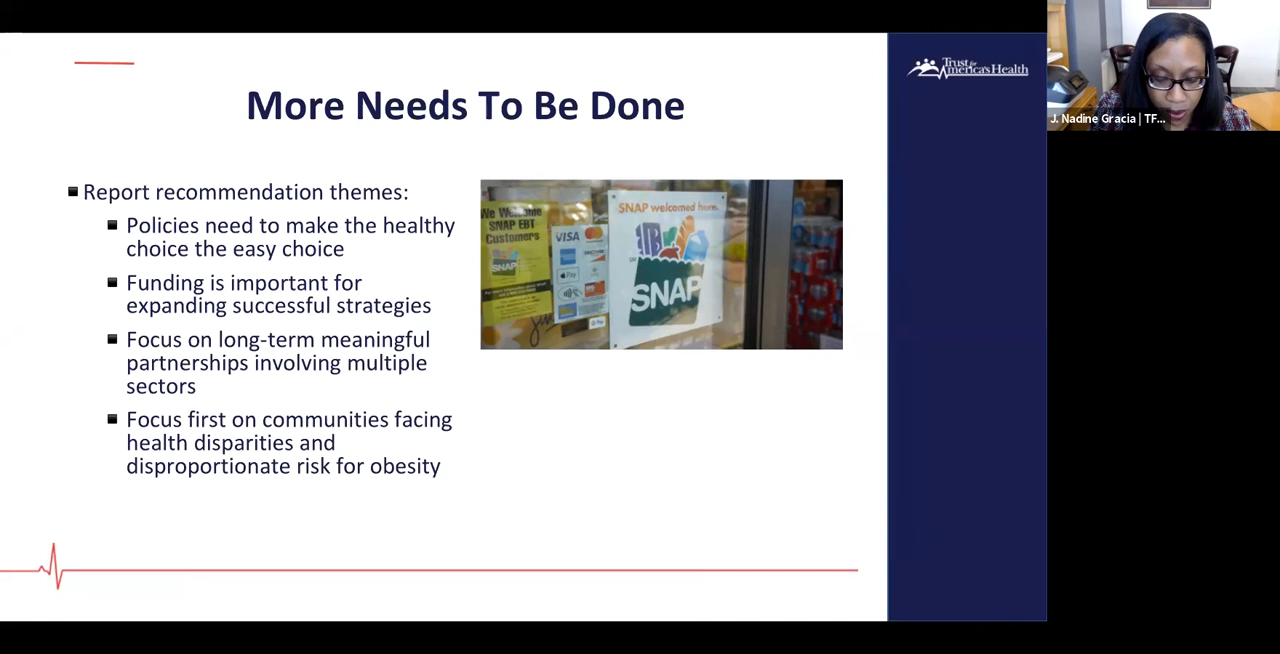 More Needs To Be Done
Report recommendation themes:
Policies need to make the healthy
choice the easy choice
Funding is important for
expanding successful strategies
Focus on long-term meaningful
partnerships involving multiple
sectors
Focus first on communities facing
health disparities and
disproportionate risk for obesity
We Welcome
SNAP EBT
Customers
SNAP
VISA
Pay
G Pay
SNAP welcomed here.
SNAP
Trust for
America's Health
J. Nadine Gracia | TF...